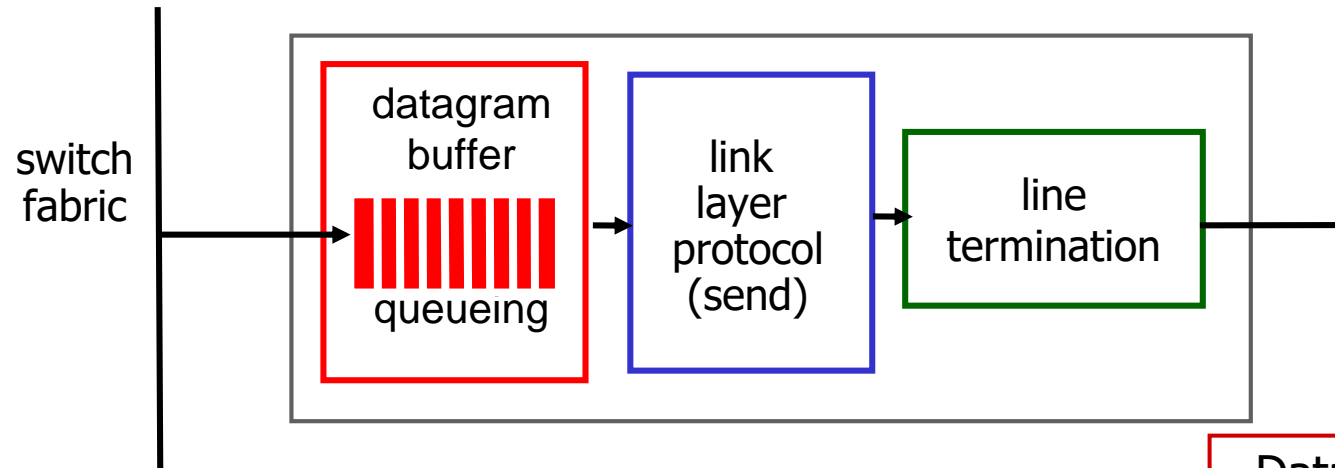 switch
fabric
datagram
buffer
queueing
link
layer
protocol
(send)
line
termination